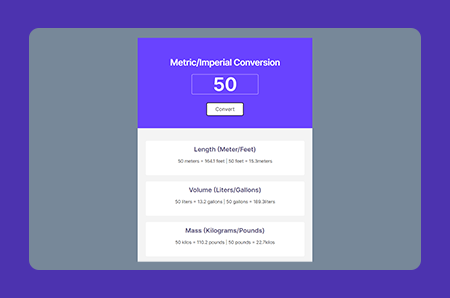 Metric/Imperial Conversion
50
Convert
Length (Meter/Feet)
50 meters = 164.1 feet | 50 feet = 15.3meters
Volume (Liters/Gallons)
50 liters = 13.2 gallons | 50 gallons = 189.3liters
Mass (Kilograms/Pounds)
50 kilos = 110.2 pounds | 50 pounds = 22.7kilos